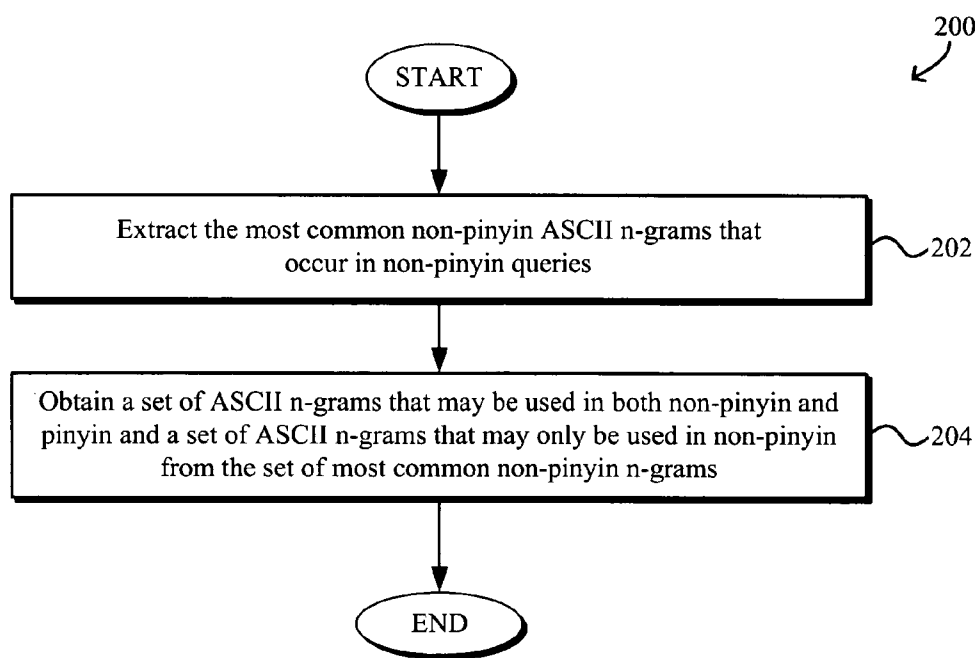 200
START
Extract the most common non-pinyin ASCII n-grams that
occur in non-pinyin queries
202
Obtain a set of ASCII n-grams that may be used in both non-pinyin and
pinyin and a set of ASCII n-grams that may only be used in non-pinyin
from the set of most common non-pinyin n-grams
204
END